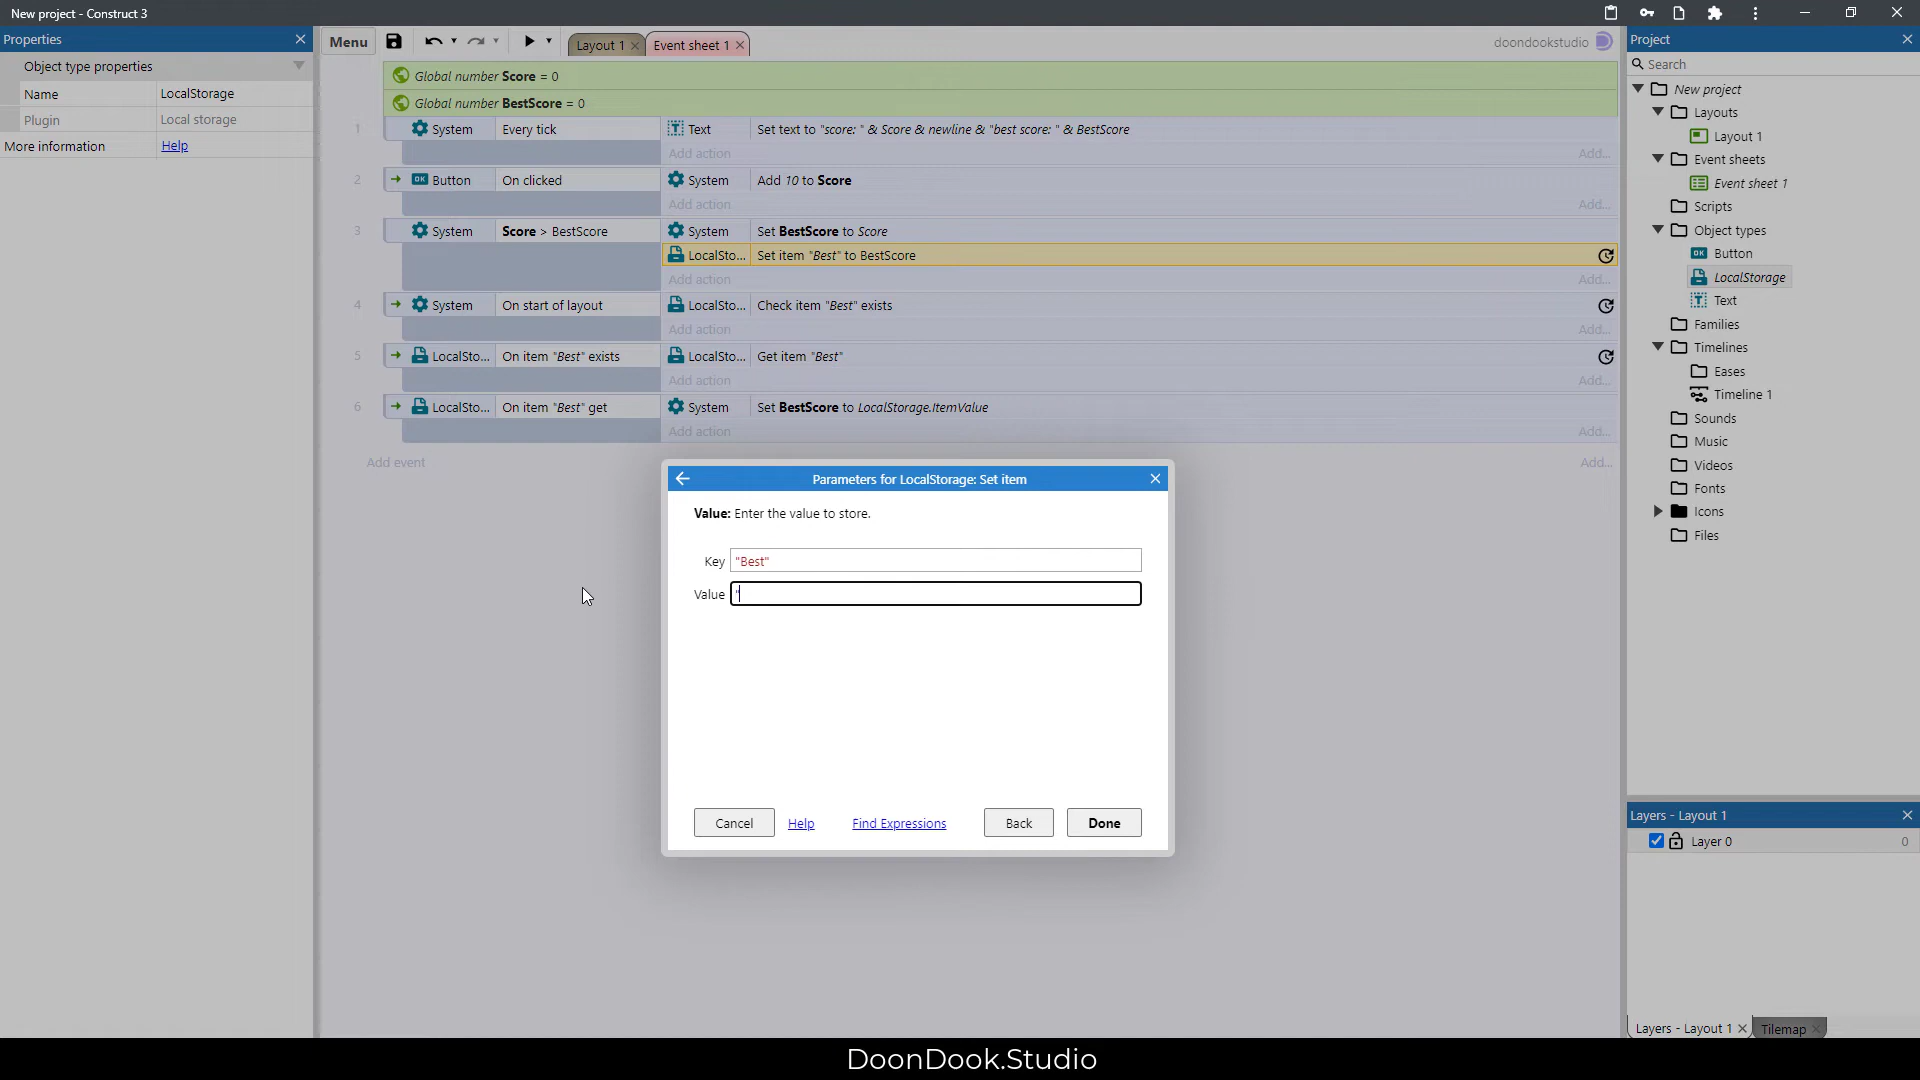 New project - Construct 3
Properties
Object type properties
Name LocalStorage
Plugin Local storage
More information Help
Menu
Layout 1
Event sheet 1
doondookstudio
Global number Score = 0
Global number BestScore = 0
1 System Every tick Text Set text to "score: " & Score & newline & "best score: " & BestScore
Add action Add...
2 Button On clicked System Add 10 to Score
Add action Add...
3 System Score > BestScore System Set BestScore to Score
LocalSto... Set item "Best" to BestScore
Add action Add...
4 System On start of layout LocalSto... Check item "Best" exists
Add action Add...
5 LocalSto... On item "Best" exists LocalSto... Get item "Best"
Add action Add...
6 LocalSto... On item "Best" get System Set BestScore to LocalStorage.ItemValue
Add action Add...
Add event Add...
Parameters for LocalStorage: Set item
Value: Enter the value to store.
Key "Best"
Value "
Cancel Help Find Expressions Back Done
Project
Search
New project
Layouts
Layout 1
Event sheets
Event sheet 1
Scripts
Object types
Button
LocalStorage
Text
Families
Timelines
Eases
Timeline 1
Sounds
Music
Videos
Fonts
Icons
Files
Layers - Layout 1
Layer 0 0
Layers - Layout 1 Tilemap
DoonDook.Studio